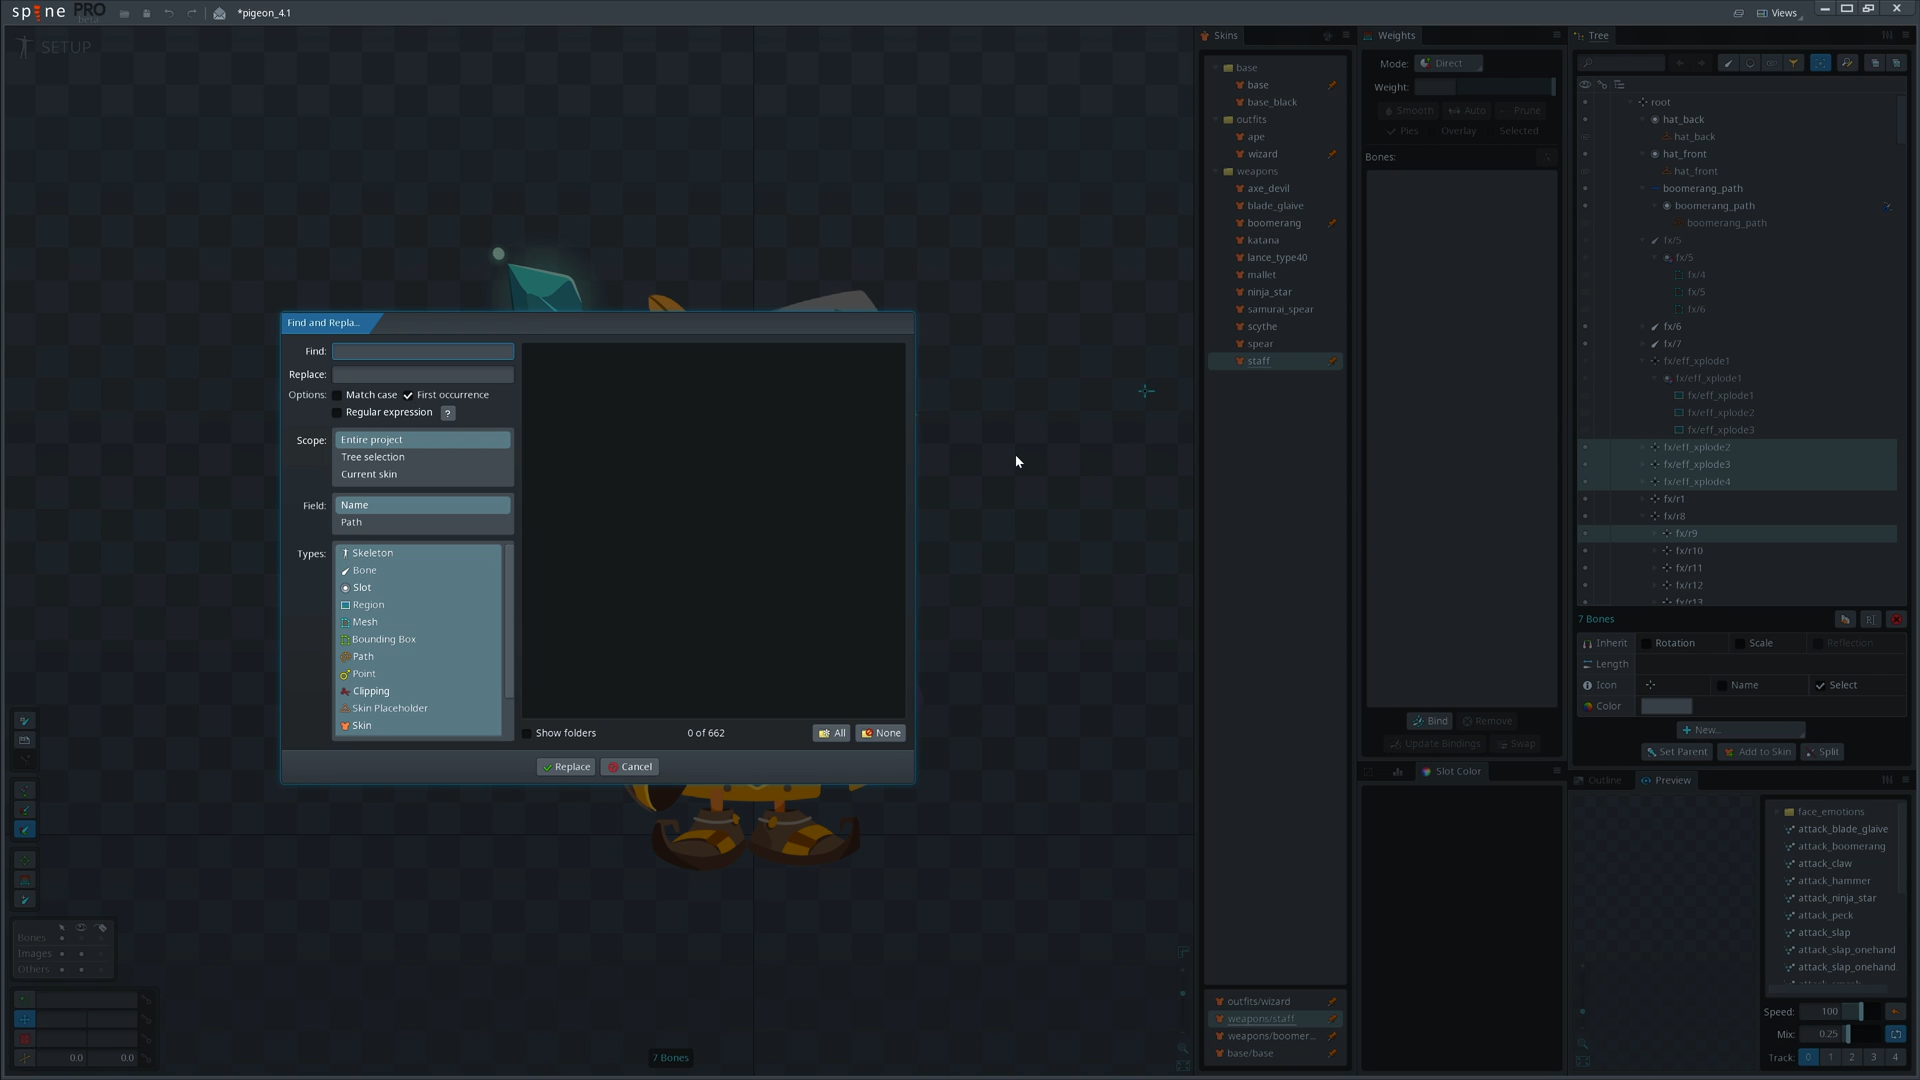 spine PRO
beta
*pigeon_4.1
Views
SETUP
Find and Repla...
Find:
Replace:
Options: Match case First occurrence
Regular expression ?
Scope: Entire project
Tree selection
Current skin
Field: Name
Path
Types: Skeleton
Bone
Slot
Region
Mesh
Bounding Box
Path
Point
Clipping
Skin Placeholder
Skin
Show folders 0 of 662 All None
Replace Cancel
Bones
Images
Others
0.0 0.0
7 Bones
Skins
base
base
base_black
outfits
ape
wizard
weapons
axe_devil
blade_glaive
boomerang
katana
lance_type40
mallet
ninja_star
samurai_spear
scythe
spear
staff
outfits/wizard
weapons/staff
weapons/boomer...
base/base
Weights
Mode: Direct
Weight:
Smooth Auto Prune
Pies Overlay Selected
Bones:
Bind Remove
Update Bindings Swap
Slot Color
Tree
root
hat_back
hat_back
hat_front
hat_front
boomerang_path
boomerang_path
boomerang_path
fx/5
fx/5
fx/4
fx/5
fx/6
fx/6
fx/7
fx/eff_xplode1
fx/eff_xplode1
fx/eff_xplode1
fx/eff_xplode2
fx/eff_xplode3
fx/eff_xplode2
fx/eff_xplode3
fx/eff_xplode4
fx/r1
fx/r8
fx/r9
fx/r10
fx/r11
fx/r12
fx/r13
7 Bones
Inherit Rotation Scale Reflection
Length
Icon Name Select
Color
New...
Set Parent Add to Skin Split
Outline Preview
face_emotions
attack_blade_glaive
attack_boomerang
attack_claw
attack_hammer
attack_ninja_star
attack_peck
attack_slap
attack_slap_onehand
attack_slap_onehand.
Speed: 100
Mix: 0.25
Track: 0 1 2 3 4